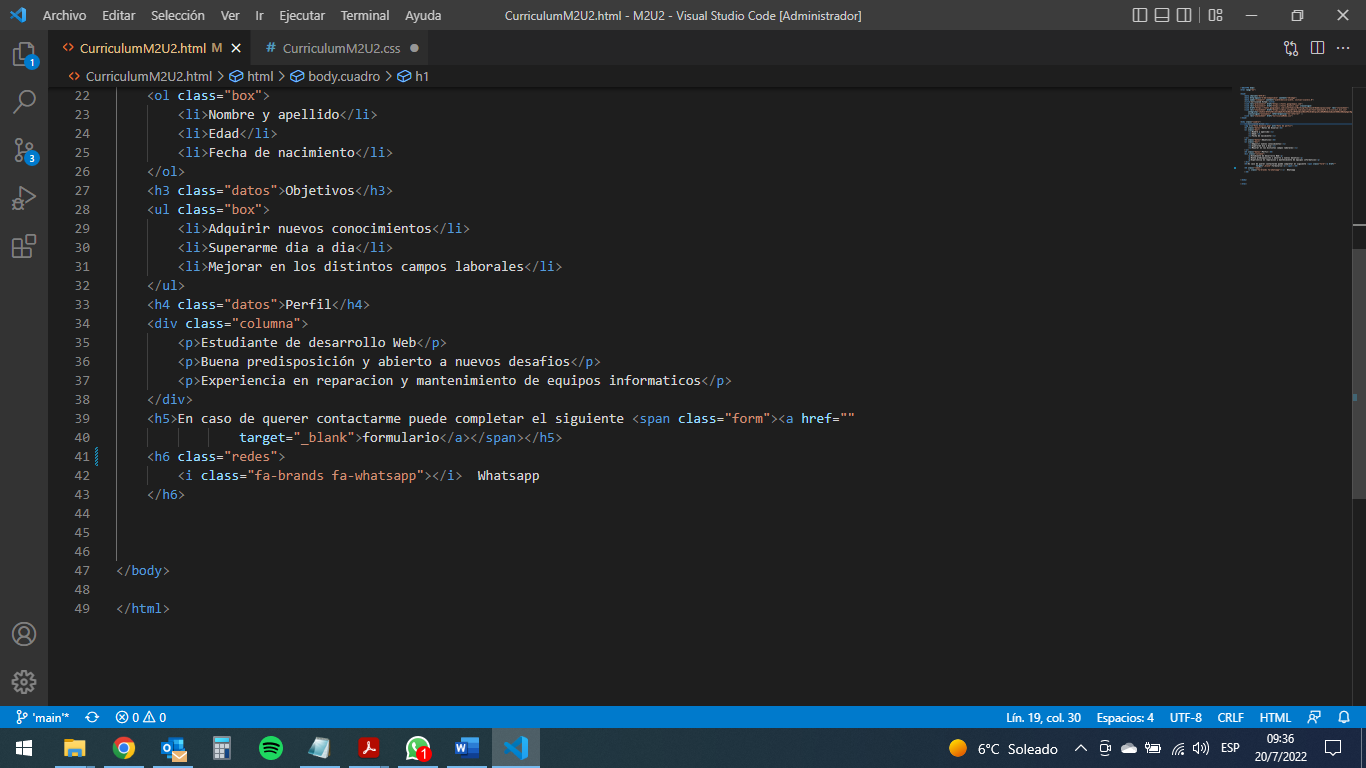 Archivo Editar Selección Ver Ir Ejecutar Terminal Ayuda CurriculumM2U2.html - M2U2 - Visual Studio Code [Administrador]
<> CurriculumM2U2.html M # CurriculumM2U2.css
<> CurriculumM2U2.html > html > body.cuadro > h1
22 <ol class="box">
23 <li>Nombre y apellido</li>
24 <li>Edad</li>
25 <li>Fecha de nacimiento</li>
26 </ol>
27 <h3 class="datos">Objetivos</h3>
28 <ul class="box">
29 <li>Adquirir nuevos conocimientos</li>
30 <li>Superarme dia a dia</li>
31 <li>Mejorar en los distintos campos laborales</li>
32 </ul>
33 <h4 class="datos">Perfil</h4>
34 <div class="columna">
35 <p>Estudiante de desarrollo Web</p>
36 <p>Buena predisposición y abierto a nuevos desafios</p>
37 <p>Experiencia en reparacion y mantenimiento de equipos informaticos</p>
38 </div>
39 <h5>En caso de querer contactarme puede completar el siguiente <span class="form"><a href=""
40 target="_blank">formulario</a></span></h5>
41 <h6 class="redes">
42 <i class="fa-brands fa-whatsapp"></i> Whatsapp
43 </h6>
44
45
46
47 </body>
48
49 </html>
1
3
'main'* 0 0 Lín. 19, col. 30 Espacios: 4 UTF-8 CRLF HTML
1 6°C Soleado ESP 09:36
20/7/2022